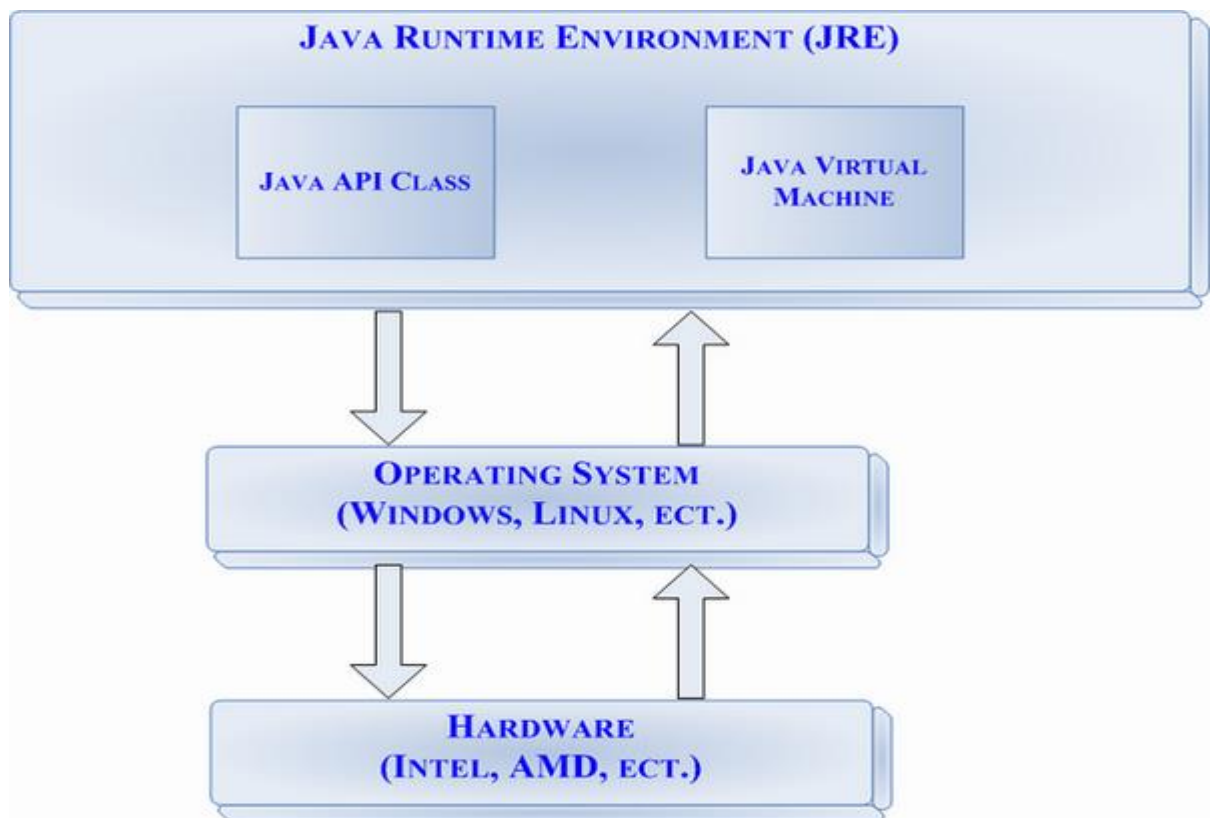 JAVA RUNTIME ENVIRONMENT (JRE)
JAVA API CLASS
JAVA VIRTUAL
MACHINE
OPERATING SYSTEM
(WINDOWS, LINUX, ECT.)
HARDWARE
(INTEL, AMD, ECT.)